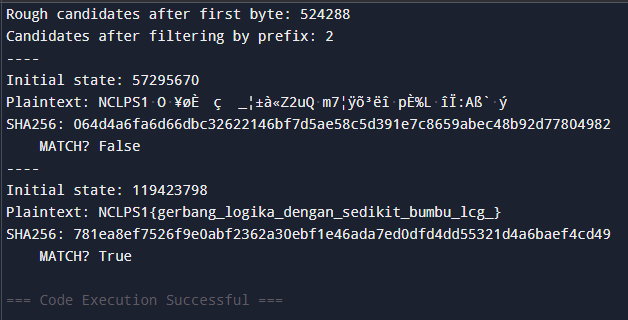 Rough candidates after first byte: 524288
Candidates after filtering by prefix: 2
----
Initial state: 57295670
Plaintext: NCLPS1 O ¥øÈ ç _¦±à«Z2uQ m7¦ÿõ³ëî pÈ%L îÏ:Aß` ý
SHA256: 064d4a6fa6d66dbc32622146bf7d5ae58c5d391e7c8659abec48b92d77804982
MATCH? False
----
Initial state: 119423798
Plaintext: NCLPS1{gerbang_logika_dengan_sedikit_bumbu_lcg_}
SHA256: 781ea8ef7526f9e0abf2362a30ebf1e46ada7ed0dfd4dd55321d4a6baef4cd49
MATCH? True
=== Code Execution Successful ===